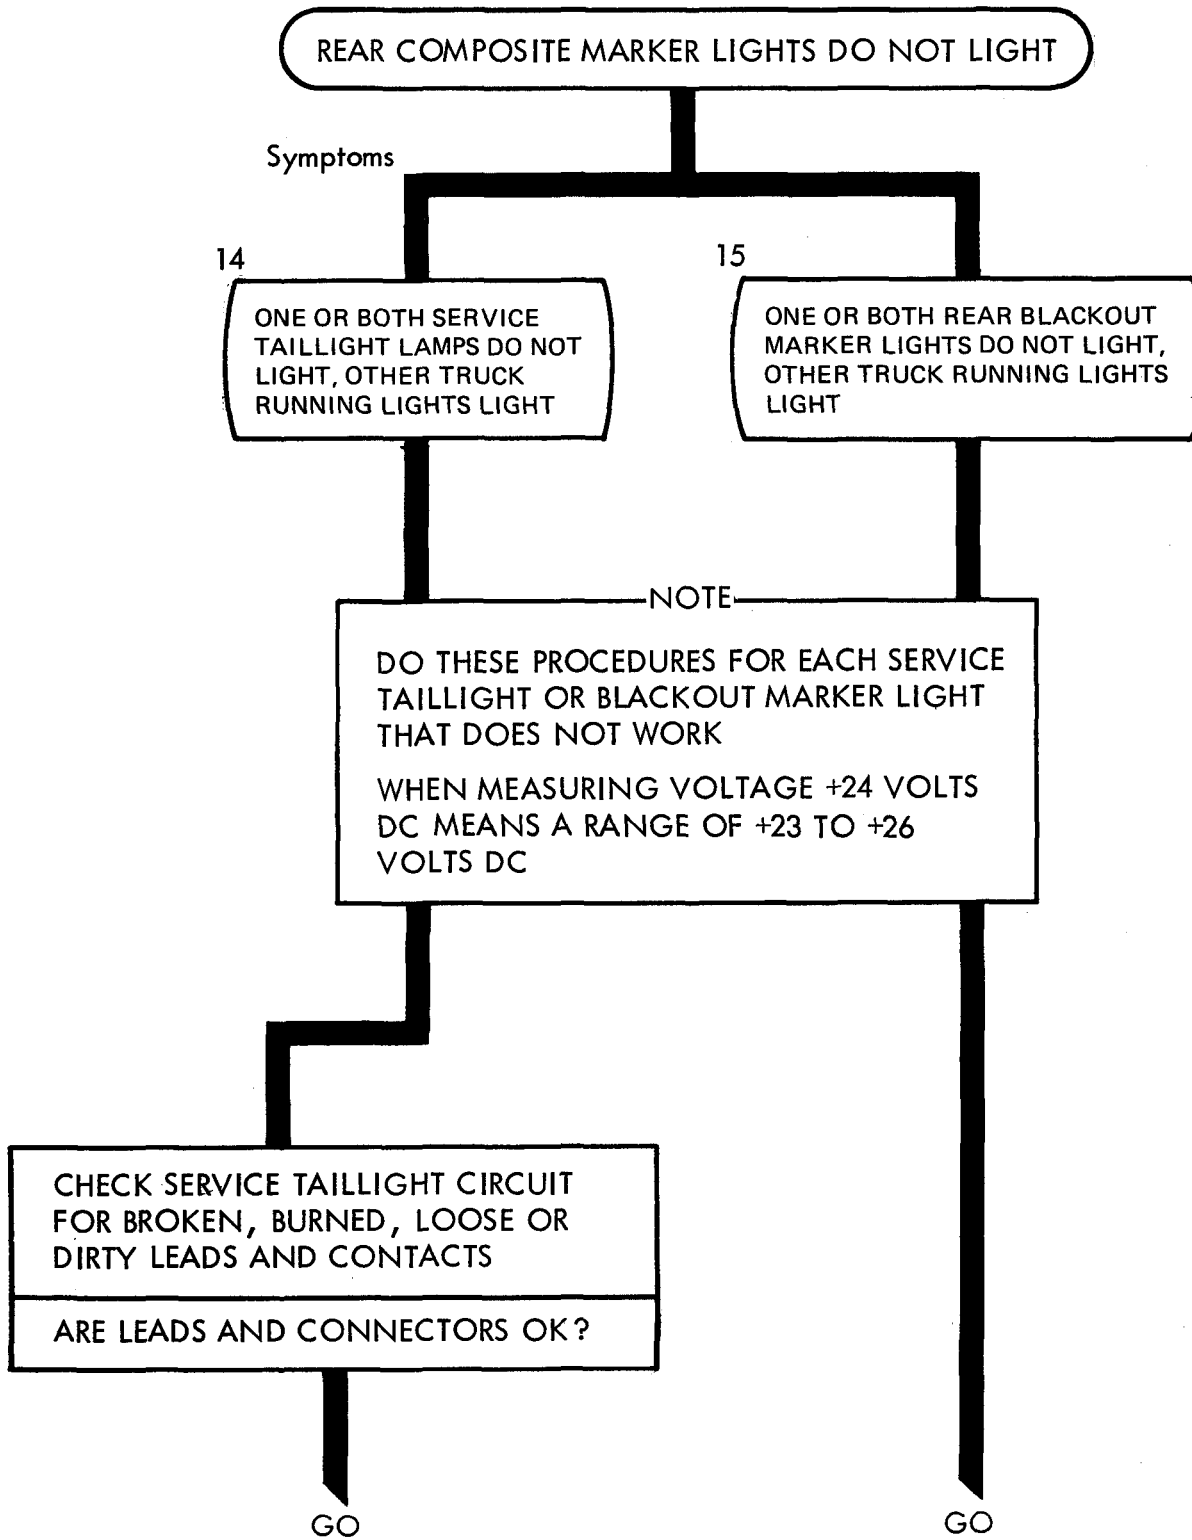 REAR COMPOSITE MARKER LIGHTS DO NOT LIGHT
Symptoms
14
ONE OR BOTH SERVICE
TAILLIGHT LAMPS DO NOT
LIGHT, OTHER TRUCK
RUNNING LIGHTS LIGHT
15
ONE OR BOTH REAR BLACKOUT
MARKER LIGHTS DO NOT LIGHT,
OTHER TRUCK RUNNING LIGHTS
LIGHT
NOTE
DO THESE PROCEDURES FOR EACH SERVICE
TAILLIGHT OR BLACKOUT MARKER LIGHT
THAT DOES NOT WORK
WHEN MEASURING VOLTAGE +24 VOLTS
DC MEANS A RANGE OF +23 TO +26
VOLTS DC
CHECK SERVICE TAILLIGHT CIRCUIT
FOR BROKEN, BURNED, LOOSE OR
DIRTY LEADS AND CONTACTS
ARE LEADS AND CONNECTORS OK?
GO
GO